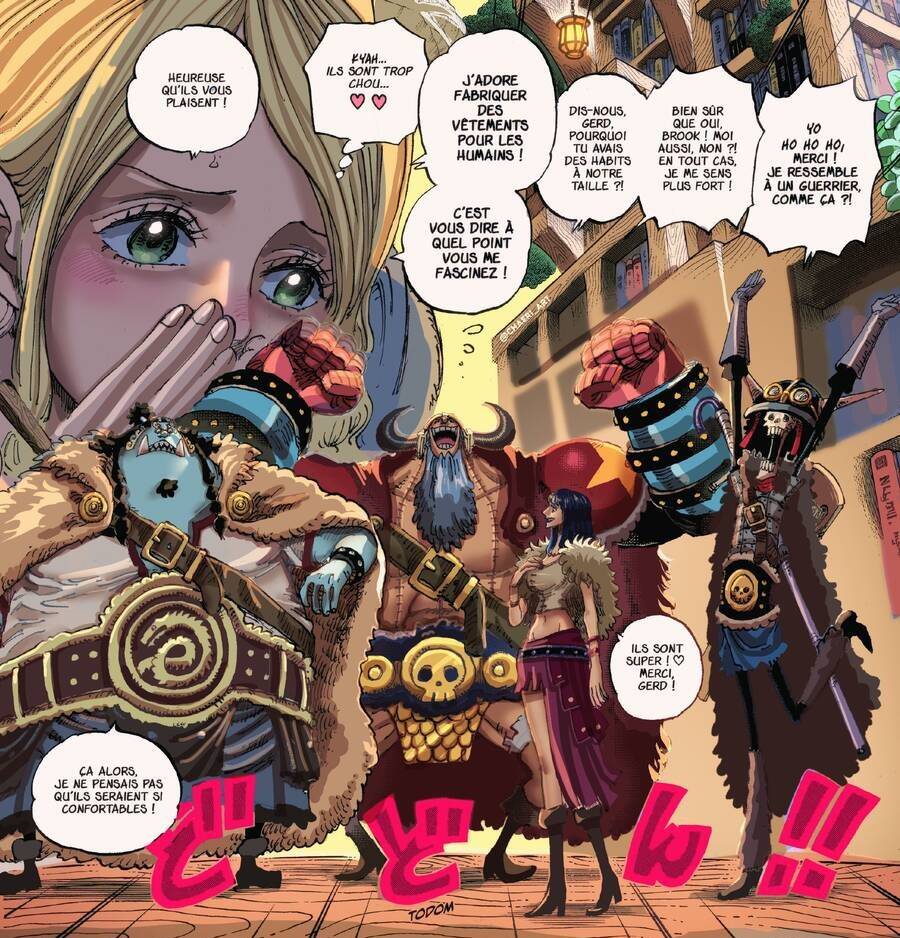 YO
HO HO HO,
MERCI !
JE RESSEMBLE
À UN GUERRIER,
COMME ÇA ?!
BIEN SÛR
QUE OUI,
BROOK ! MOI
AUSSI, NON ?!
EN TOUT CAS,
JE ME SENS
PLUS FORT !
DIS-NOUS,
GERD,
POURQUOI
TU AVAIS
DES HABITS
À NOTRE
TAILLE ?!
J'ADORE
FABRIQUER
DES
VÊTEMENTS
POUR LES
HUMAINS !
C'EST
VOUS DIRE À
QUEL POINT
VOUS ME
FASCINEZ !
KYAH...
ILS SONT TROP
CHOU...
♥ ♥
HEUREUSE
QU'ILS VOUS
PLAISENT !
@CHAERI_ART
ILS SONT
SUPER ! ♡
MERCI,
GERD !
ÇA ALORS,
JE NE PENSAIS PAS
QU'ILS SERAIENT SI
CONFORTABLES !
どどん!!
TODOM